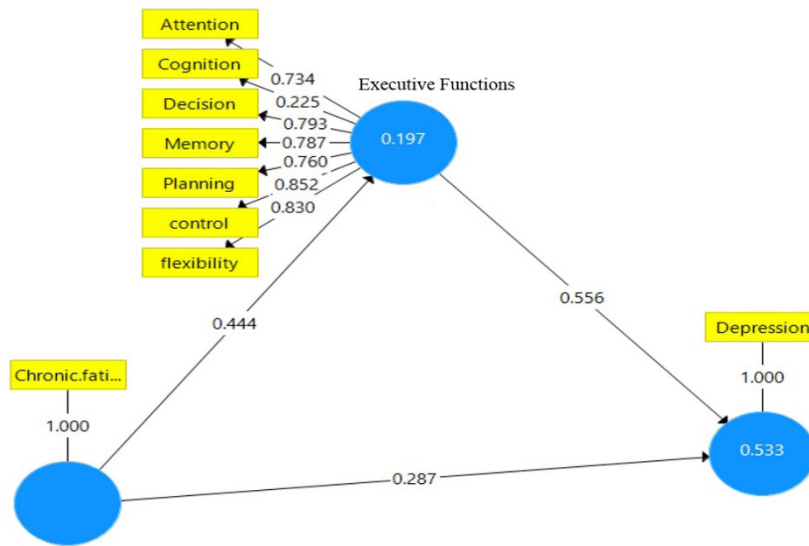 Attention
Cognition
Decision
Memory
Planning
control
flexibility
0.734
0.225
0.793
0.787
0.760
0.852
0.830
Executive Functions
0.197
0.444
0.556
Chronic.fati...
1.000
Depression
1.000
0.533
0.287